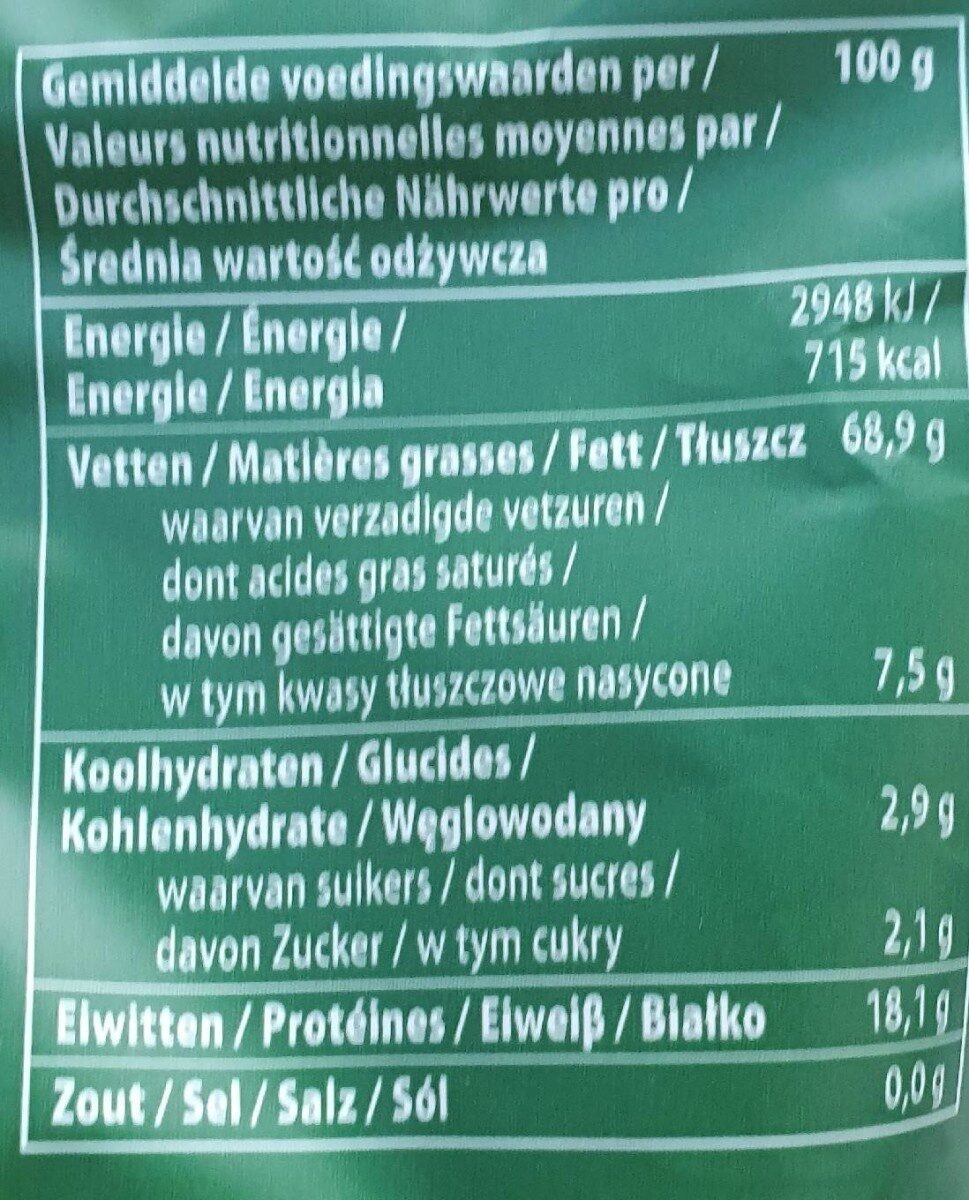 Gemiddelde voedingswaarden per / 100 g
Valeurs nutritionnelles moyennes par /
Durchschnittliche Nährwerte pro /
Średnia wartość odżywcza
Energie / Énergie / 2948 kJ /
Energie / Energia 715 kcal
Vetten / Matières grasses / Fett / Tłuszcz 68,9 g
waarvan verzadigde vetzuren /
dont acides gras saturés /
davon gesättigte Fettsäuren /
w tym kwasy tłuszczowe nasycone 7,5 g
Koolhydraten / Glucides /
Kohlenhydrate / Węglowodany 2,9 g
waarvan suikers / dont sucres /
davon Zucker / w tym cukry 2,1 g
Eiwitten / Protéines / Eiweiβ / Białko 18,1 g
Zout / Sel / Salz / Sól 0,0 g